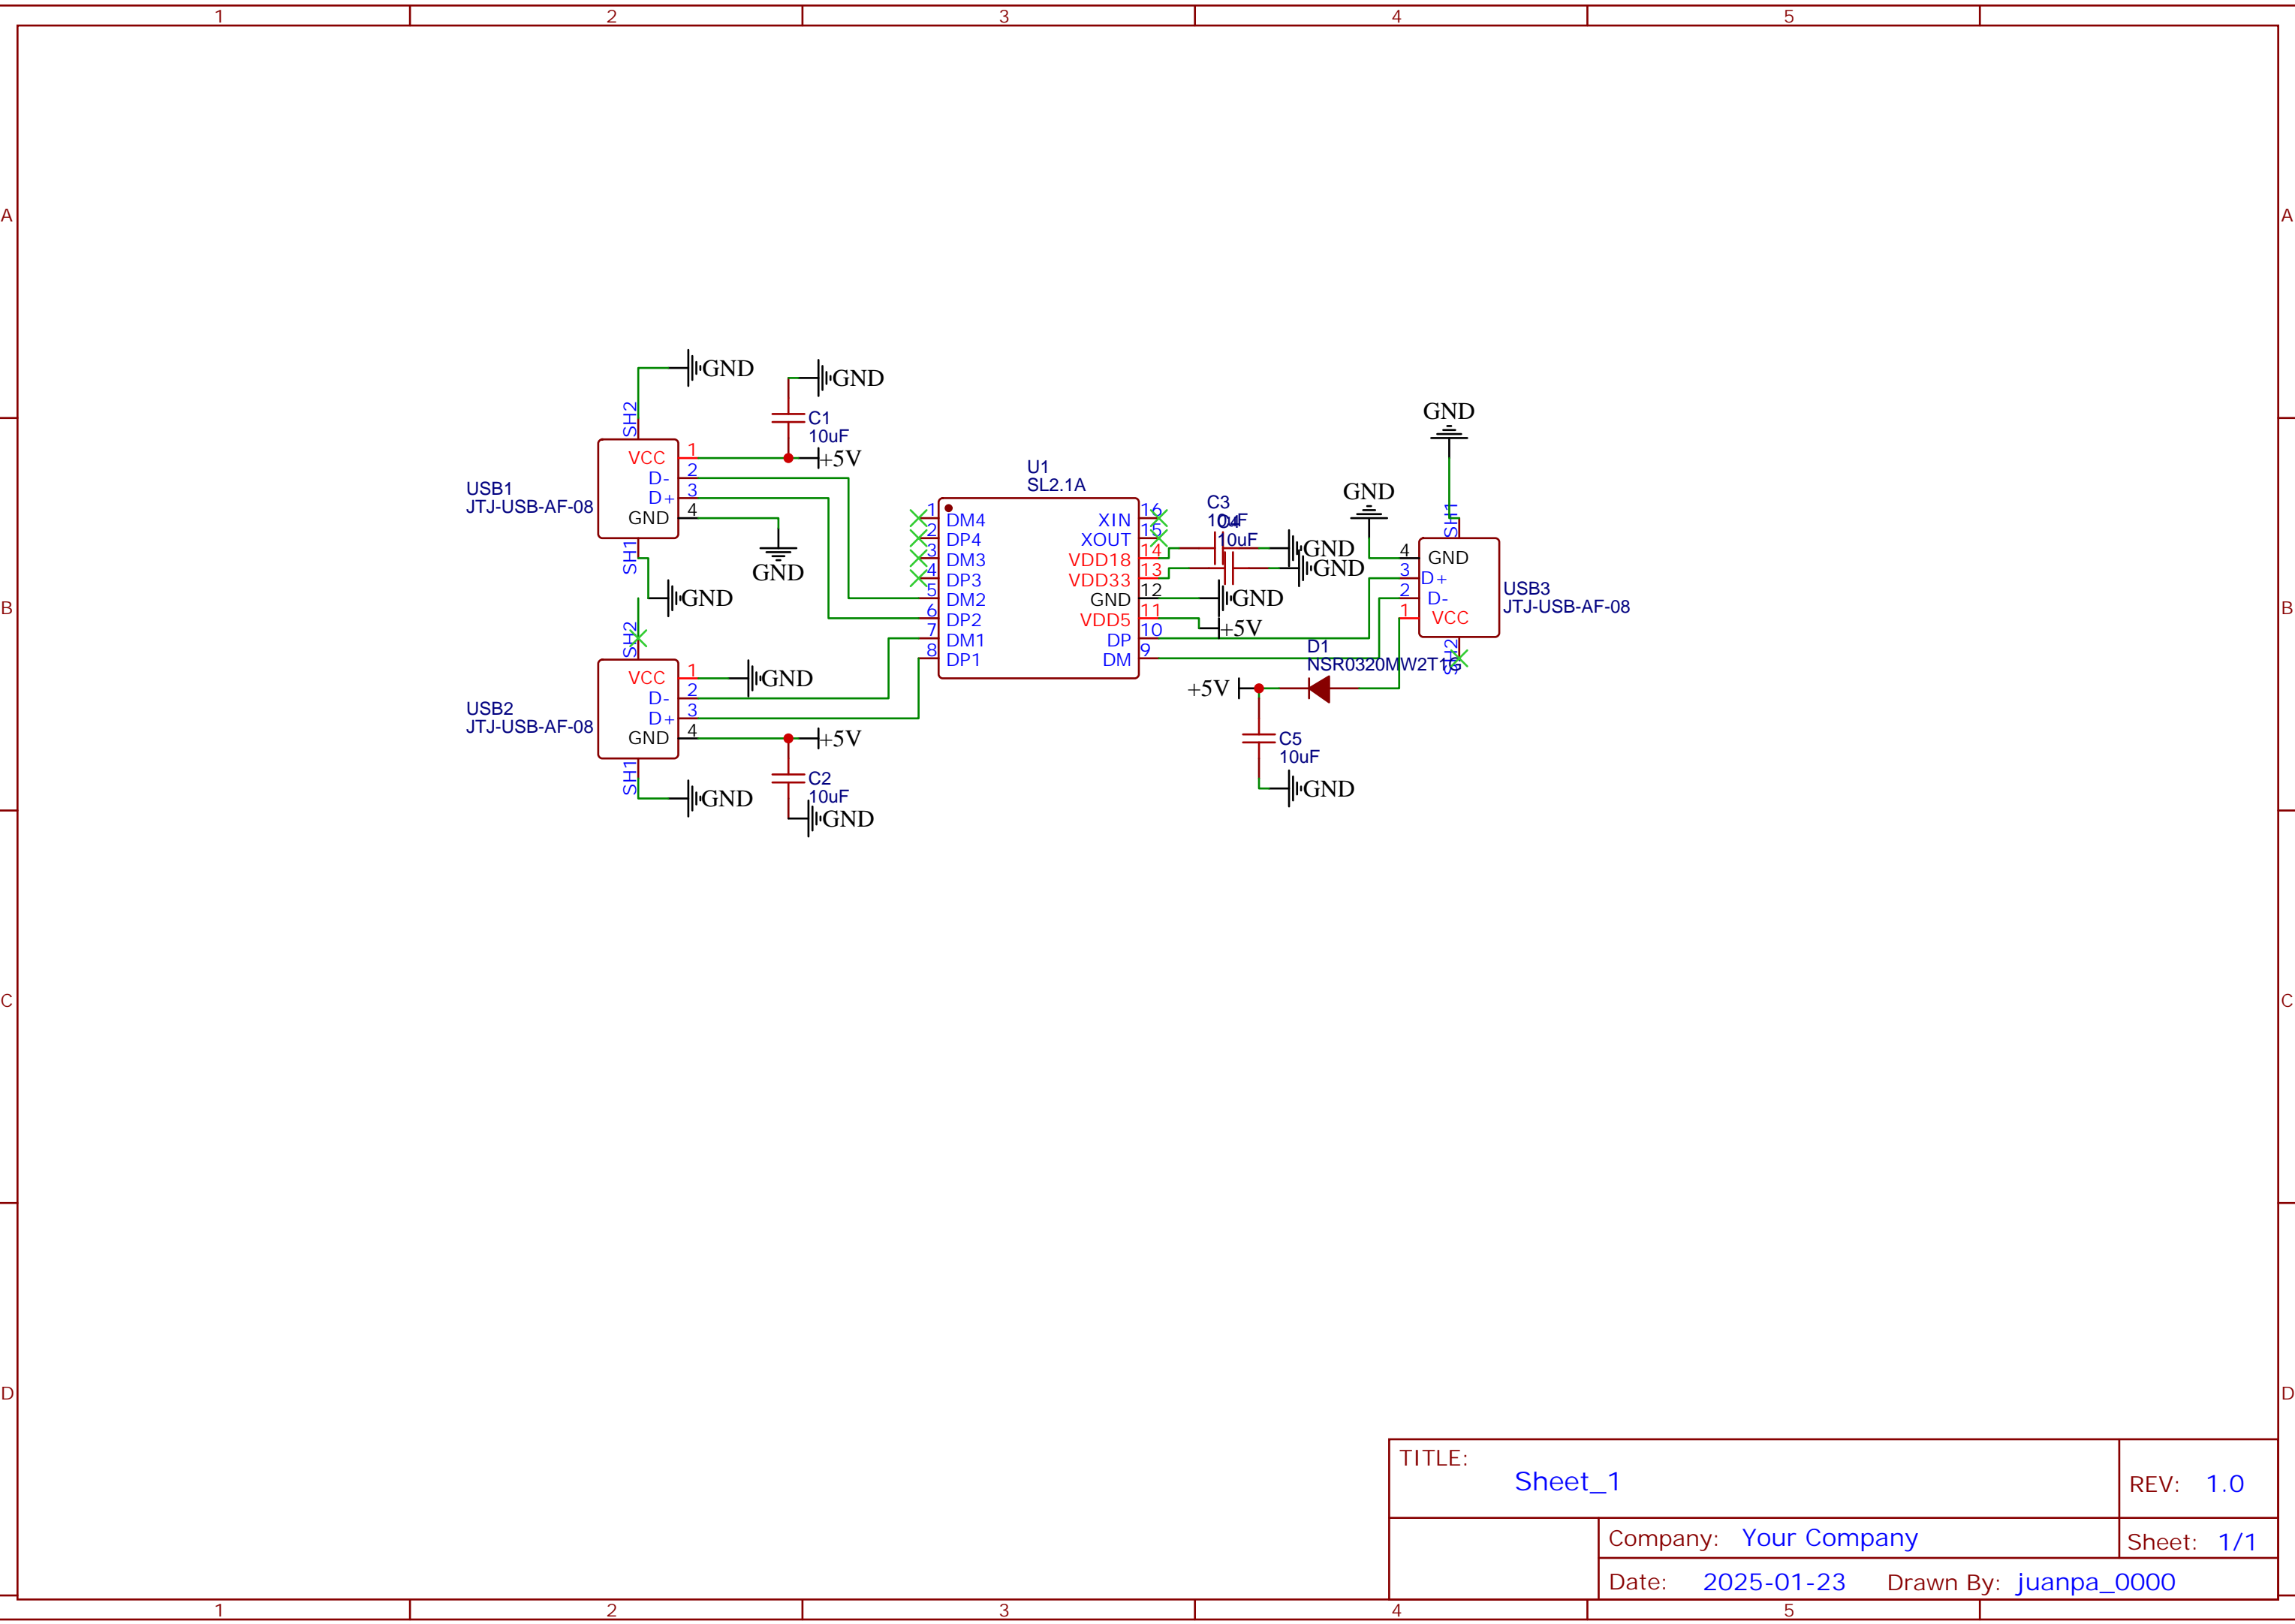 1 2 3 4 5
A A
GND
GND
C1
10uF
+5V
SH2
VCC 1
D- 2
D+ 3
GND 4
SH1
USB1
JTJ-USB-AF-08
GND
GND
SH2
VCC 1
D- 2
D+ 3
GND 4
SH1
USB2
JTJ-USB-AF-08
GND
+5V
C2
10uF
GND
GND
U1
SL2.1A
1 DM4
2 DP4
3 DM3
4 DP3
5 DM2
6 DP2
7 DM1
8 DP1
XIN 16
XOUT 15
VDD18 14
VDD33 13
GND 12
VDD5 11
DP 10
DM 9
C3
10uF
C4
10uF
GND
GND
GND
+5V
GND
GND
SH1
4 GND
3 D+
2 D-
1 VCC
SH2
USB3
JTJ-USB-AF-08
D1
NSR0320MW2T1G
+5V
C5
10uF
GND
B B
C C
D D
TITLE:
Sheet_1
REV: 1.0
Company: Your Company
Sheet: 1/1
Date: 2025-01-23 Drawn By: juanpa_0000
1 2 3 4 5